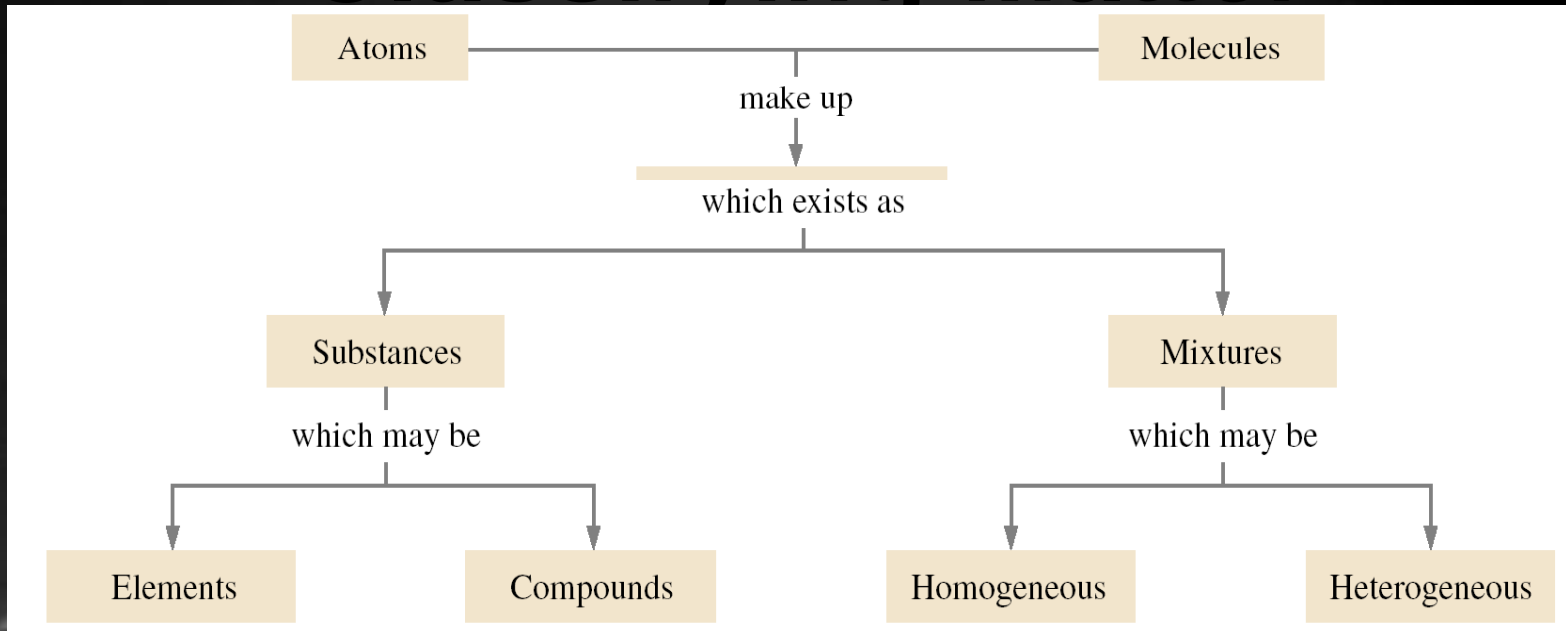 Atoms
Molecules
make up
which exists as
Substances
Mixtures
which may be
which may be
Elements
Compounds
Homogeneous
Heterogeneous